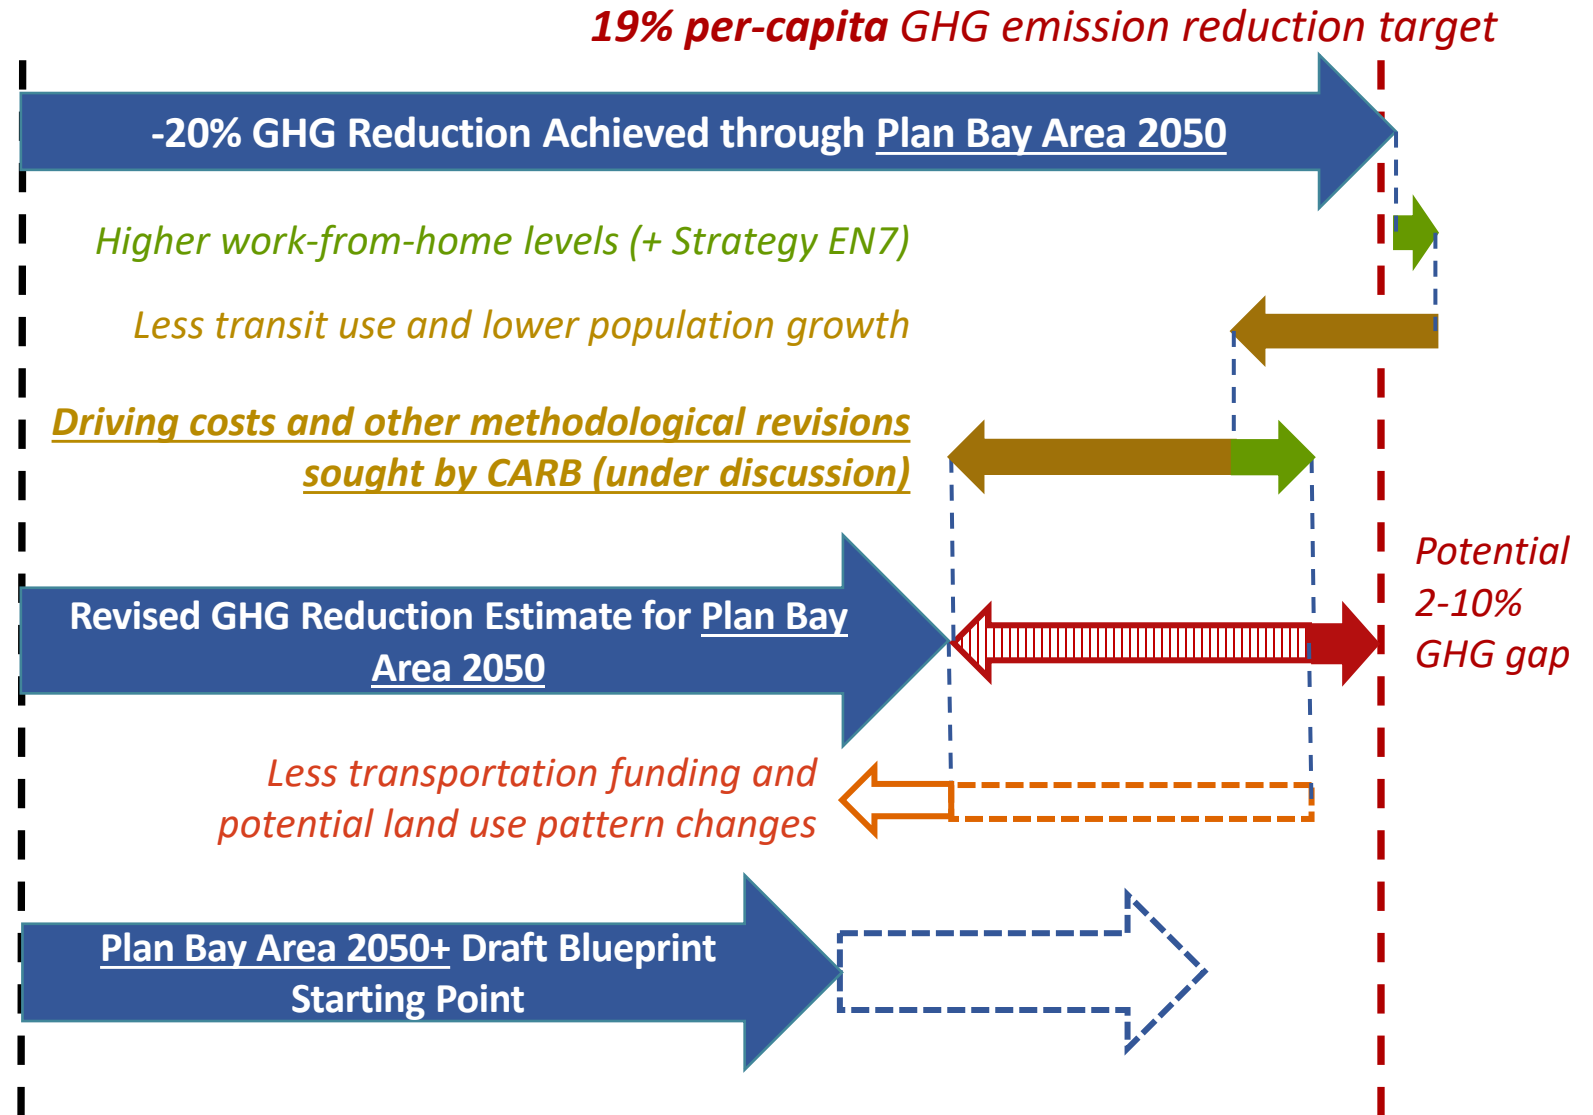 19% per-capita GHG emission reduction target
-20% GHG Reduction Achieved through Plan Bay Area 2050
Higher work-from-home levels (+ Strategy EN7)
Less transit use and lower population growth
Driving costs and other methodological revisions
sought by CARB (under discussion)
Revised GHG Reduction Estimate for Plan Bay
Area 2050
Potential
2-10%
GHG gap
Less transportation funding and
potential land use pattern changes
Plan Bay Area 2050+ Draft Blueprint
Starting Point